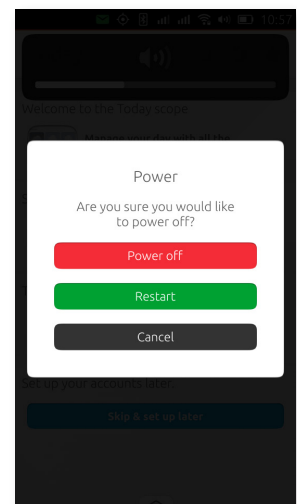 10:57
Welcome to the Today scope
Manage your day with all the
Power
Are you sure you would like
to power off?
Power off
Restart
Cancel
Set up your accounts later.
Skip & set up later